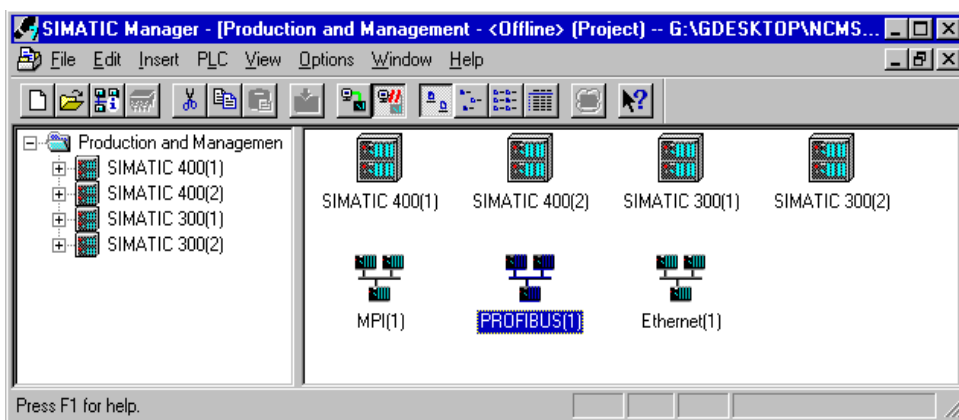 SIMATIC Manager - [Production and Management - <Offline> (Project) -- G:\GDESKTOP\NCMS...
File Edit Insert PLC View Options Window Help
Production and Managemen
SIMATIC 400(1)
SIMATIC 400(2)
SIMATIC 300(1)
SIMATIC 300(2)
SIMATIC 400(1) SIMATIC 400(2) SIMATIC 300(1) SIMATIC 300(2)
MPI(1) PROFIBUS(1) Ethernet(1)
Press F1 for help.